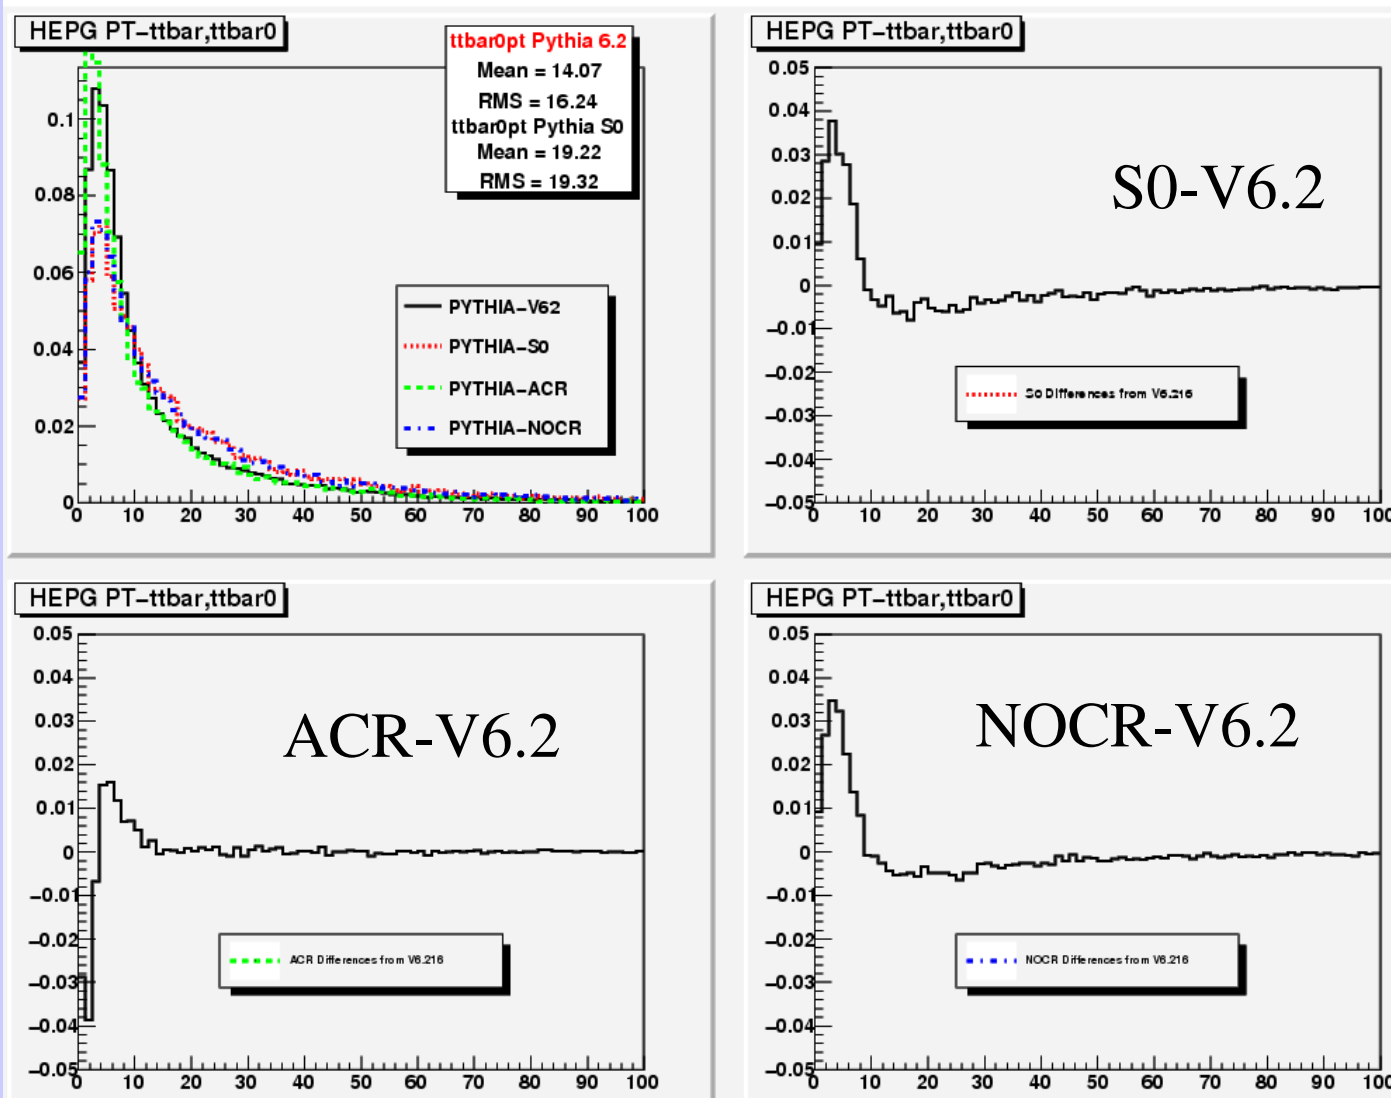 HEPG PT-ttbar,ttbar0
ttbar0pt Pythia 6.2
Mean = 14.07
RMS = 16.24
ttbar0pt Pythia S0
Mean = 19.22
RMS = 19.32
0.1
0.08
0.06
0.04
0.02
0
PYTHIA-V62
PYTHIA-S0
PYTHIA-ACR
PYTHIA-NOCR
0 10 20 30 40 50 60 70 80 90 100
HEPG PT-ttbar,ttbar0
0.05
0.04
0.03
0.02
0.01
0
-0.01
-0.02
-0.03
-0.04
-0.05
S0-V6.2
S0 Differences from V6.216
0 10 20 30 40 50 60 70 80 90 100
HEPG PT-ttbar,ttbar0
0.05
0.04
0.03
0.02
0.01
0
-0.01
-0.02
-0.03
-0.04
-0.05
ACR-V6.2
ACR Differences from V6.216
0 10 20 30 40 50 60 70 80 90 100
HEPG PT-ttbar,ttbar0
0.05
0.04
0.03
0.02
0.01
0
-0.01
-0.02
-0.03
-0.04
-0.05
NOCR-V6.2
NOCR Differences from V6.216
0 10 20 30 40 50 60 70 80 90 100